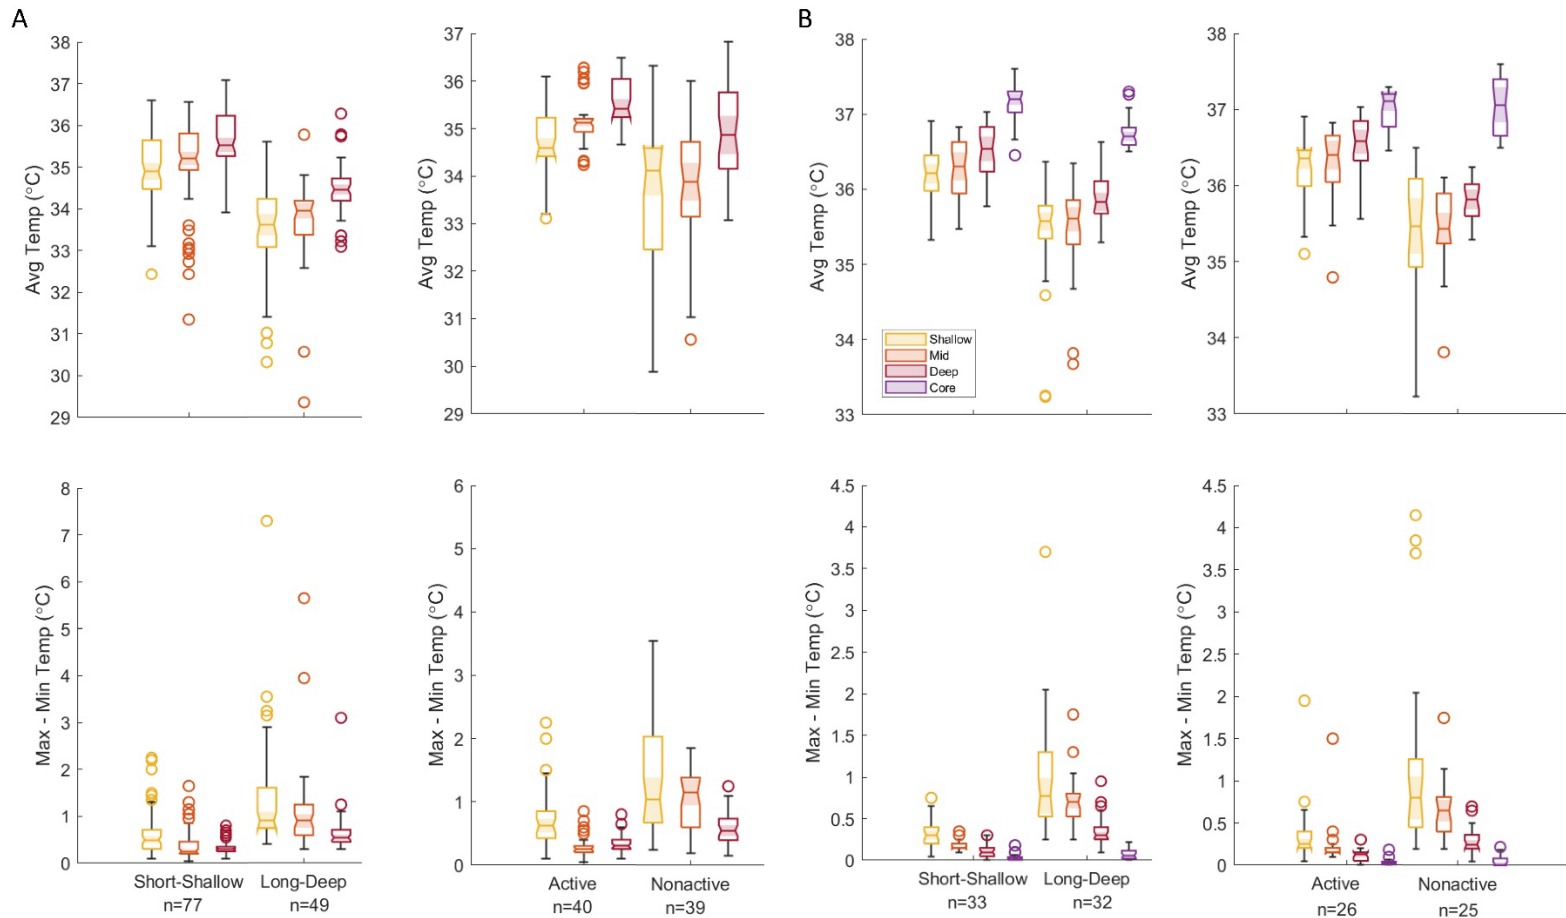 A
B
38
37
36
35
34
33
32
31
30
29
Avg Temp (°C)
37
36
35
34
33
32
31
30
29
Avg Temp (°C)
38
37
36
35
34
33
Avg Temp (°C)
Shallow
Mid
Deep
Core
38
37
36
35
34
33
Avg Temp (°C)
8
7
6
5
4
3
2
1
0
Max - Min Temp (°C)
Short-Shallow
n=77
Long-Deep
n=49
6
5
4
3
2
1
0
Max - Min Temp (°C)
Active
n=40
Nonactive
n=39
4.5
4
3.5
3
2.5
2
1.5
1
0.5
0
Max - Min Temp (°C)
Short-Shallow
n=33
Long-Deep
n=32
4.5
4
3.5
3
2.5
2
1.5
1
0.5
0
Max - Min Temp (°C)
Active
n=26
Nonactive
n=25